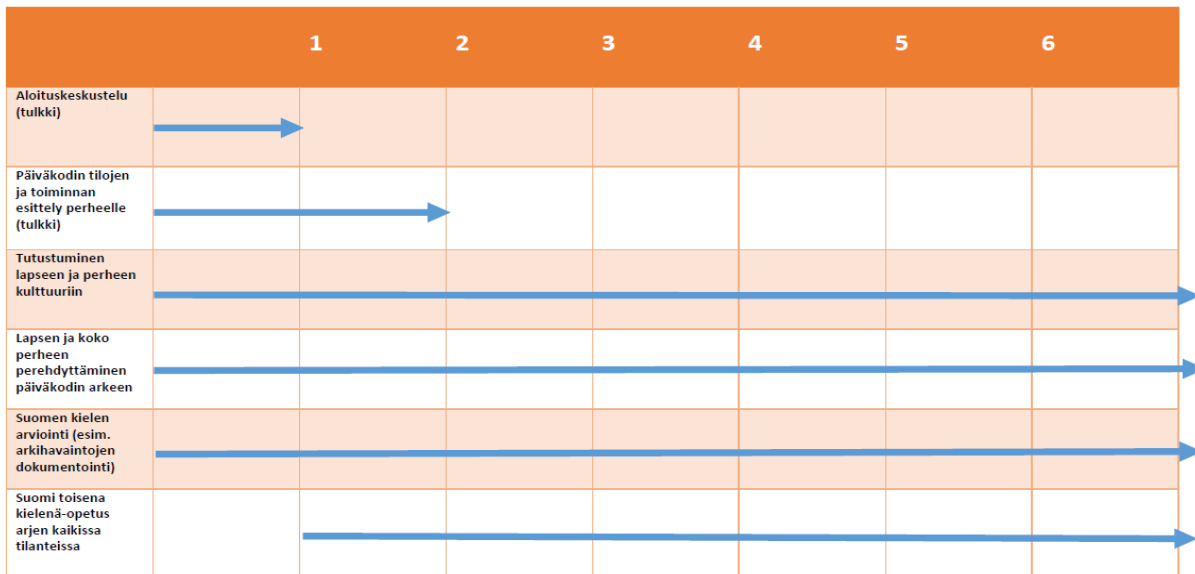 1 2 3 4 5 6
Aloituskeskustelu
(tulkki)
Päiväkodin tilojen
ja toiminnan
esittely perheelle
(tulkki)
Tutustuminen
lapseen ja perheen
kulttuuriin
Lapsen ja koko
perheen
perehdyttäminen
päiväkodin arkeen
Suomen kielen
arviointi (esim.
arkihavaintojen
dokumentointi)
Suomi toisena
kielenä-opetus
arjen kaikissa
tilanteissa